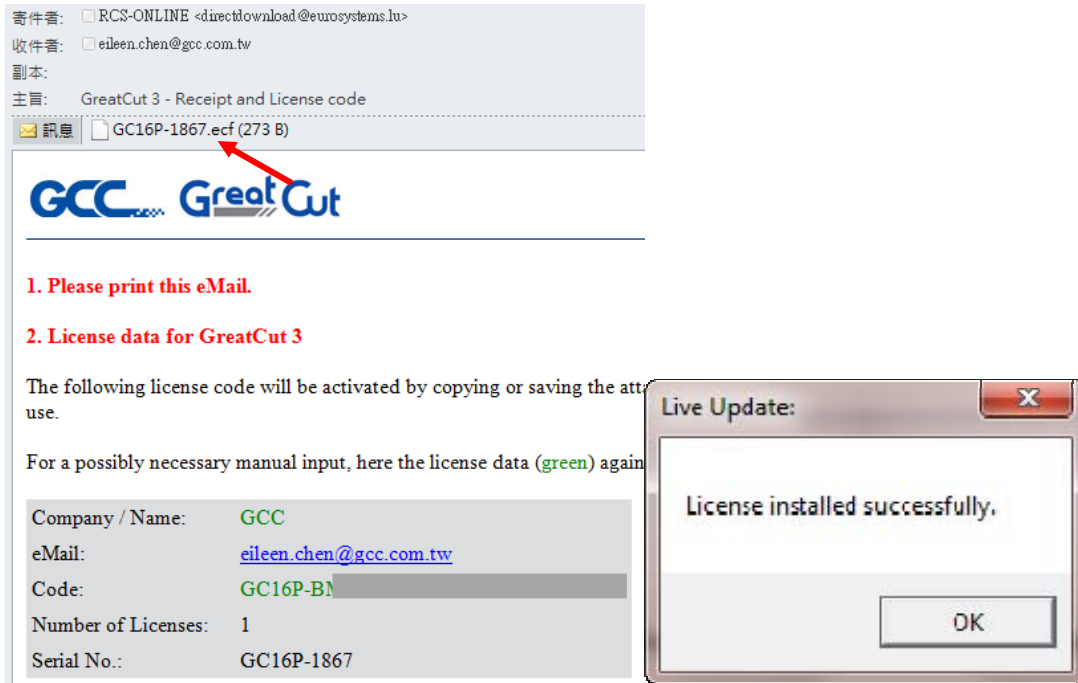 寄件者: RCS-ONLINE <directdownload@eurosystems.lu>
收件者: eileen.chen@gcc.com.tw
副本:
主旨: GreatCut 3 - Receipt and License code
訊息 GC16P-1867.ecf (273 B)
GCC GreatCut
1. Please print this eMail.
2. License data for GreatCut 3
The following license code will be activated by copying or saving the
use.
For a possibly necessary manual input, here the license data (green) again
Company / Name: GCC
eMail: eileen.chen@gcc.com.tw
Code: GC16P-
Number of Licenses: 1
Serial No.: GC16P-1867
Live Update:
License installed successfully.
OK